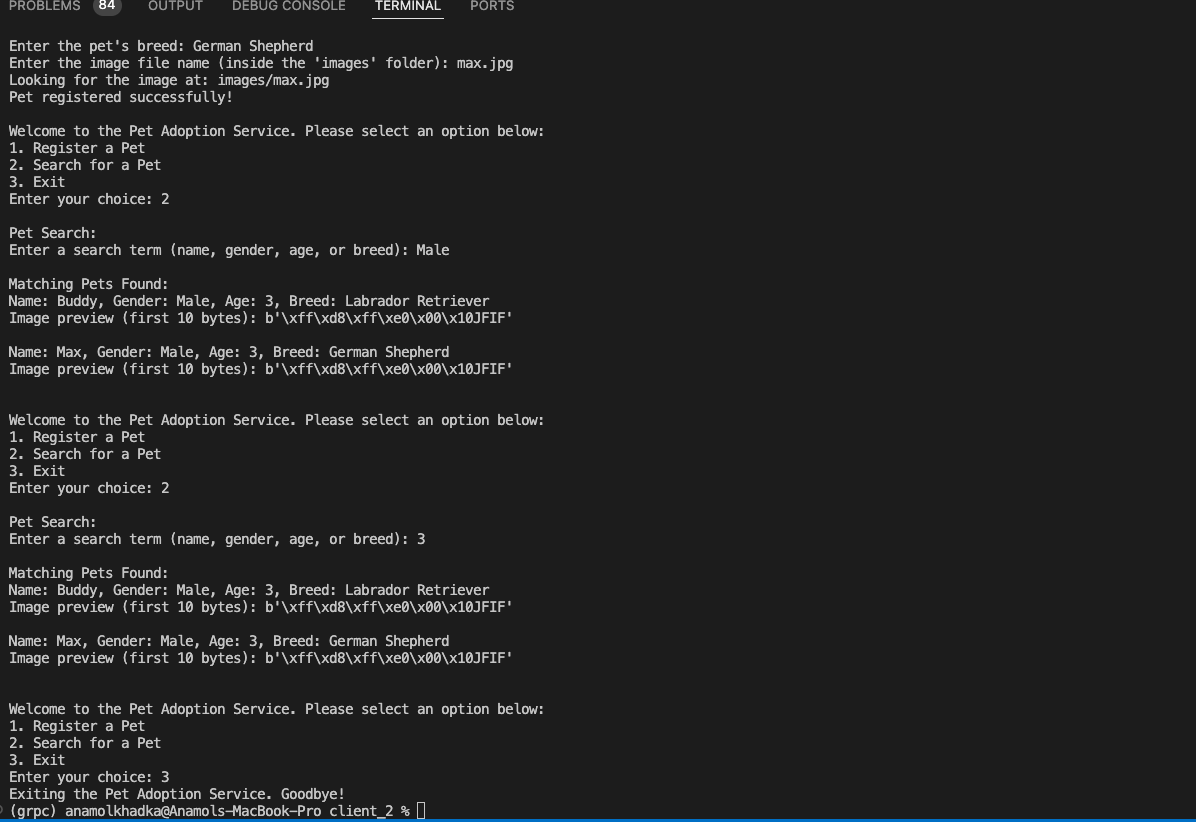 PROBLEMS 84 OUTPUT DEBUG CONSOLE TERMINAL PORTS
Enter the pet's breed: German Shepherd
Enter the image file name (inside the 'images' folder): max.jpg
Looking for the image at: images/max.jpg
Pet registered successfully!
Welcome to the Pet Adoption Service. Please select an option below:
1. Register a Pet
2. Search for a Pet
3. Exit
Enter your choice: 2
Pet Search:
Enter a search term (name, gender, age, or breed): Male
Matching Pets Found:
Name: Buddy, Gender: Male, Age: 3, Breed: Labrador Retriever
Image preview (first 10 bytes): b'\xff\xd8\xff\xe0\x00\x10JFIF'
Name: Max, Gender: Male, Age: 3, Breed: German Shepherd
Image preview (first 10 bytes): b'\xff\xd8\xff\xe0\x00\x10JFIF'
Welcome to the Pet Adoption Service. Please select an option below:
1. Register a Pet
2. Search for a Pet
3. Exit
Enter your choice: 2
Pet Search:
Enter a search term (name, gender, age, or breed): 3
Matching Pets Found:
Name: Buddy, Gender: Male, Age: 3, Breed: Labrador Retriever
Image preview (first 10 bytes): b'\xff\xd8\xff\xe0\x00\x10JFIF'
Name: Max, Gender: Male, Age: 3, Breed: German Shepherd
Image preview (first 10 bytes): b'\xff\xd8\xff\xe0\x00\x10JFIF'
Welcome to the Pet Adoption Service. Please select an option below:
1. Register a Pet
2. Search for a Pet
3. Exit
Enter your choice: 3
Exiting the Pet Adoption Service. Goodbye!
(grpc) anamolkhadka@Anamols-MacBook-Pro client_2 %